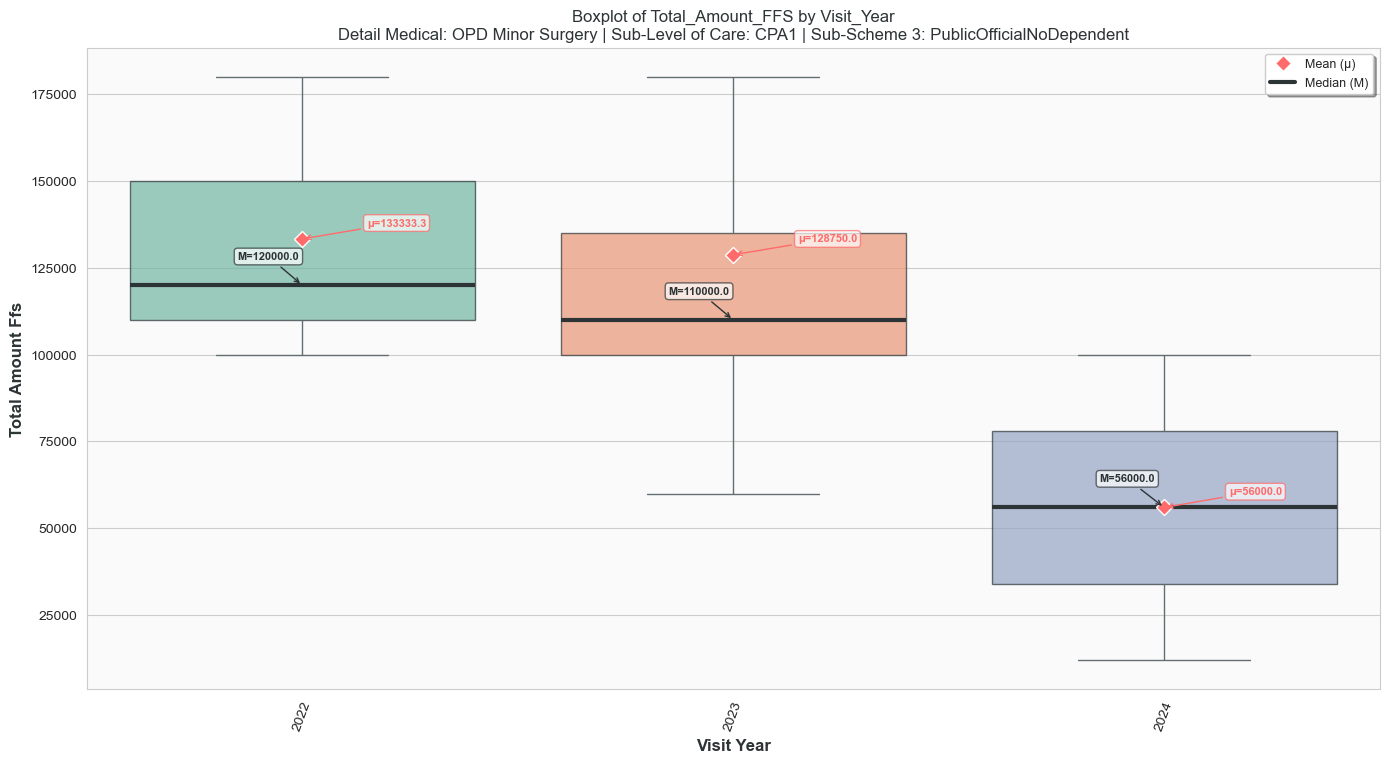 Boxplot of Total_Amount_FFS by Visit_Year
Detail Medical: OPD Minor Surgery | Sub-Level of Care: CPA1 | Sub-Scheme 3: PublicOfficialNoDependent
Mean (μ)
Median (M)
175000
150000
125000
100000
75000
50000
25000
Total Amount Ffs
μ=133333.3
M=120000.0
μ=128750.0
M=110000.0
M=56000.0
μ=56000.0
2022
2023
2024
Visit Year